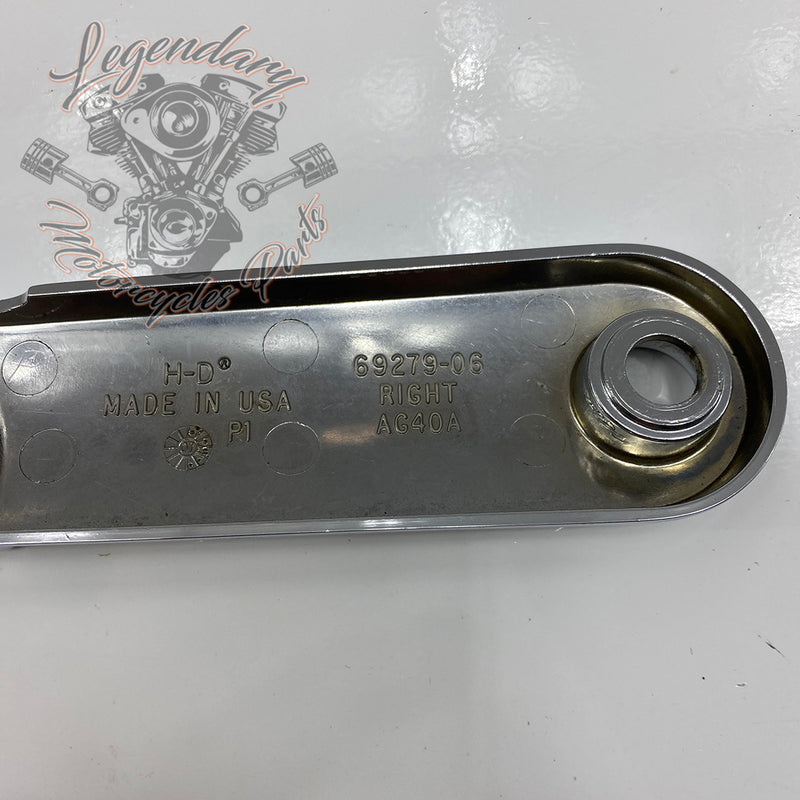 Legendary
Motorcycles Parts
H-D®
MADE IN USA
P1
69279-06
RIGHT
AG40A